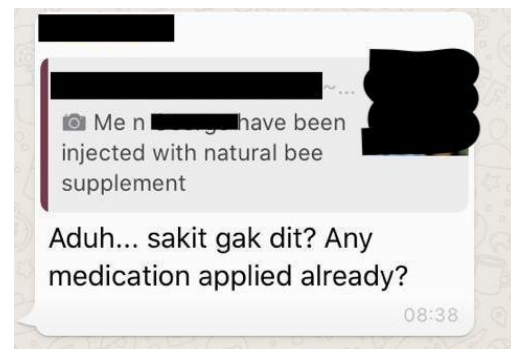 ~...
Me n have been
injected with natural bee
supplement
Aduh... sakit gak dit? Any
medication applied already?
08:38